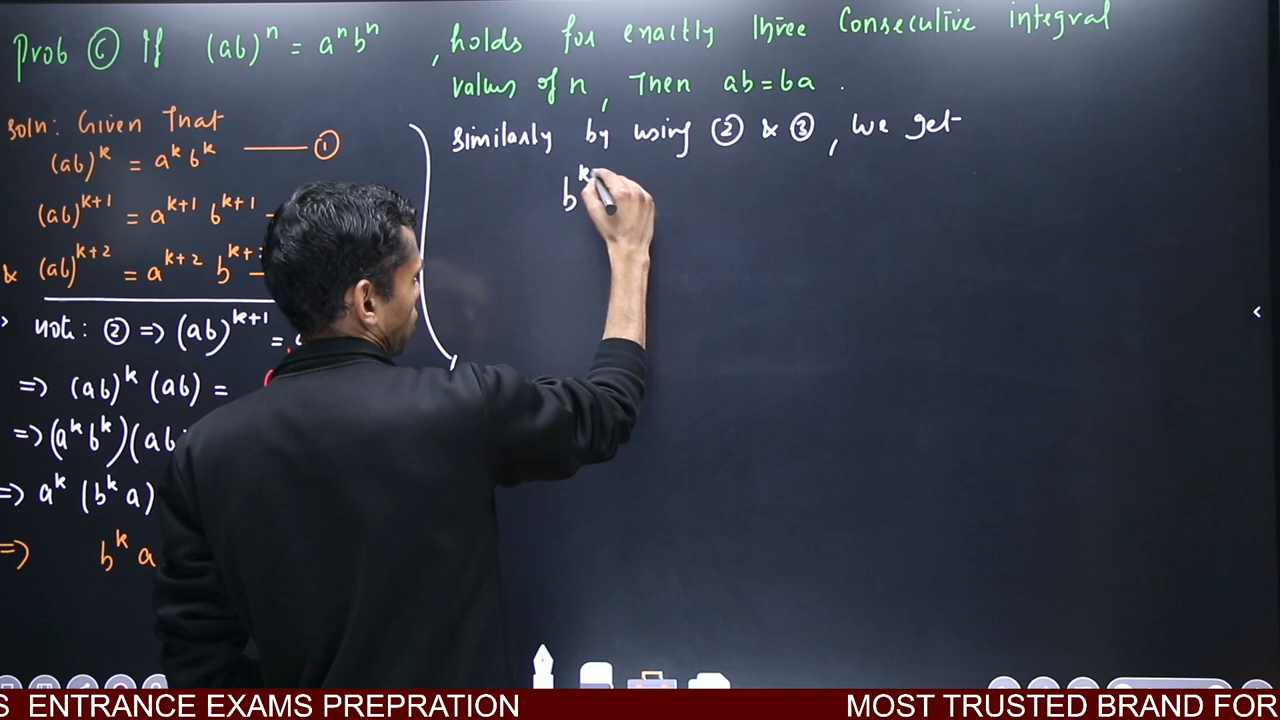 Prob (c) If (ab)^n = a^n b^n , holds for exactly three Consecutive integral
values of n, Then ab=ba .
Soln: Given That
(ab)^k = a^k b^k —— ①
(ab)^{k+1} = a^{k+1} b^{k+1} -
& (ab)^{k+2} = a^{k+2} b^{k+2} -
note: ② => (ab)^{k+1} =
=> (ab)^k (ab) =
=> (a^k b^k)(ab
=> a^k (b^k a)
=> b^k a
Similarly by using ② & ③, We get
b^k
S ENTRANCE EXAMS PREPRATION MOST TRUSTED BRAND FOR